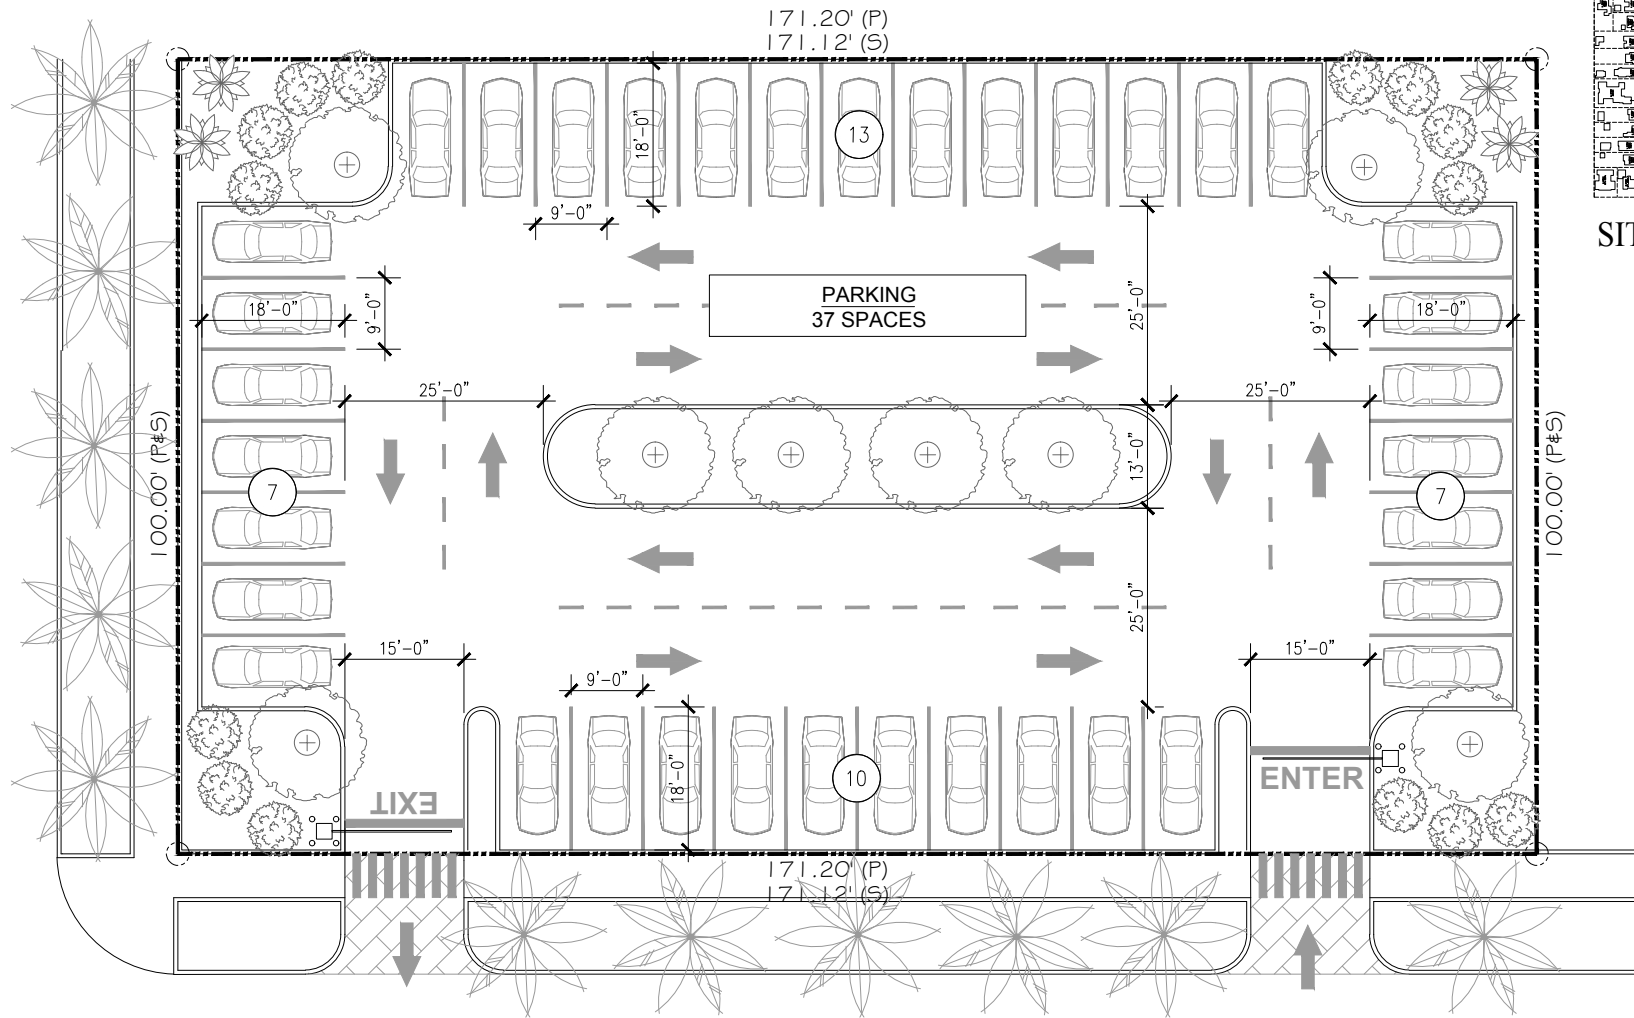 171.20' (P)
171.12' (S)
13
18'-0"
9'-0"
SIT
PARKING
37 SPACES
18'-0"
9'-0"
25'-0"
9'-0"
18'-0"
25'-0"
25'-0"
100.00' (P&S)
7
13'-0"
7
100.00' (P&S)
25'-0"
15'-0"
9'-0"
15'-0"
18'-0"
10
ENTER
EXIT
171.20' (P)
171.12' (S)